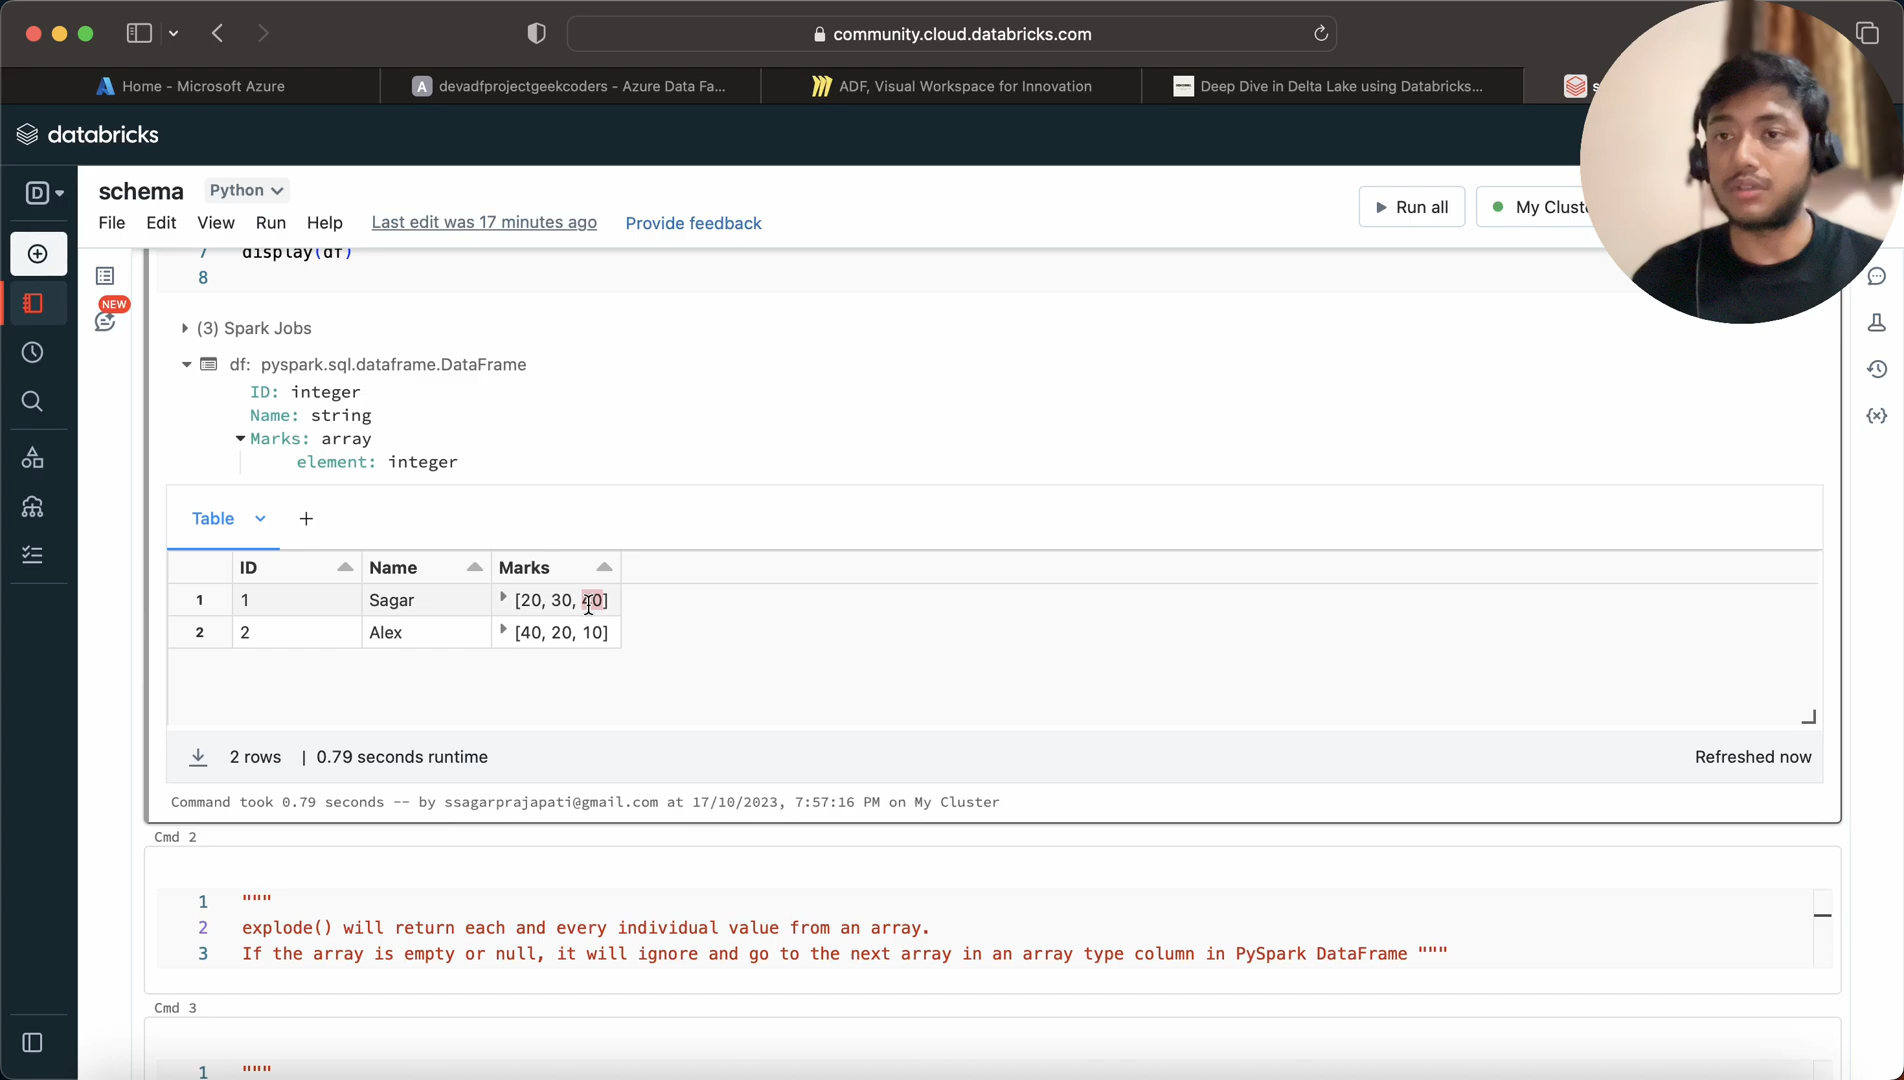 community.cloud.databricks.com
Home - Microsoft Azure
A devadfprojectgeekcoders - Azure Data Fa...
ADF, Visual Workspace for Innovation
Deep Dive in Delta Lake using Databricks...
databricks
D
schema Python
Run all
My Cluste
File Edit View Run Help Last edit was 17 minutes ago Provide feedback
7 display(df)
8
NEW
(3) Spark Jobs
df: pyspark.sql.dataframe.DataFrame
ID: integer
Name: string
Marks: array
element: integer
Table +
ID Name Marks
1 1 Sagar [20, 30, 40]
2 2 Alex [40, 20, 10]
2 rows | 0.79 seconds runtime
Refreshed now
Command took 0.79 seconds -- by ssagarprajapati@gmail.com at 17/10/2023, 7:57:16 PM on My Cluster
Cmd 2
1 """
2 explode() will return each and every individual value from an array.
3 If the array is empty or null, it will ignore and go to the next array in an array type column in PySpark DataFrame """
Cmd 3
1 """